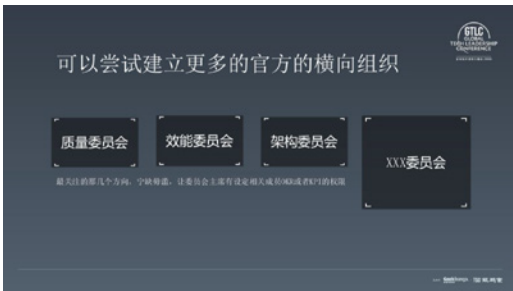 GTLC
GLOBAL
TECH LEADERSHIP
CONFERENCE
可以尝试建立更多的官方的横向组织
质量委员会
效能委员会
架构委员会
XXX委员会
最关注的那几个方向，宁缺毋滥，让委员会主席有设定相关成员OKR或者KPI的权限